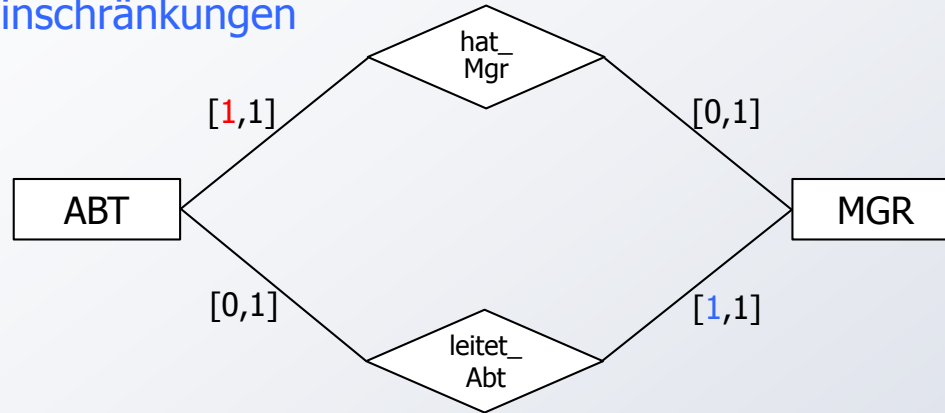 inschränkungen
hat_
Mgr
[1,1]
[0,1]
ABT
MGR
[0,1]
[1,1]
leitet_
Abt